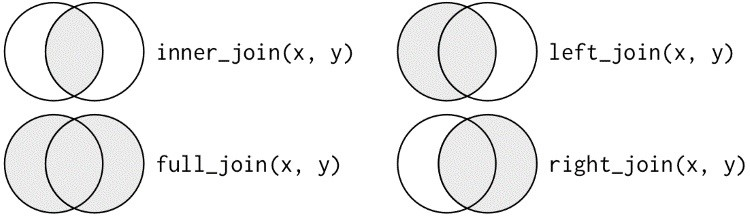 inner_join(x, y)
left_join(x, y)
full_join(x, y)
right_join(x, y)